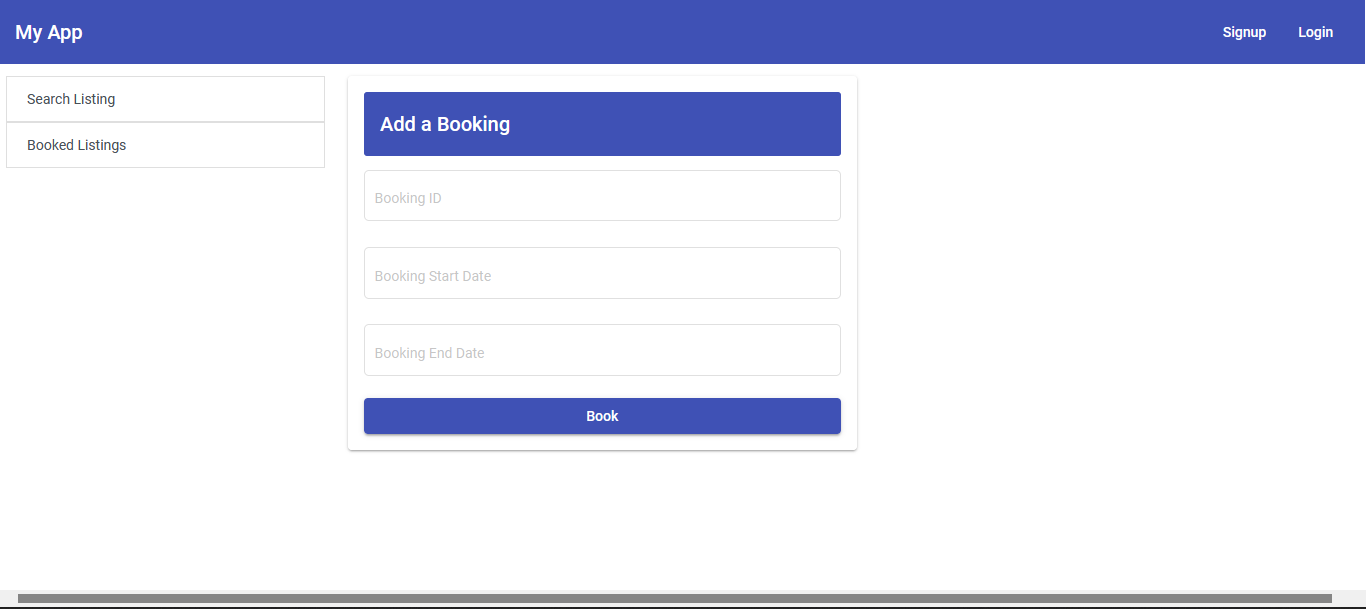 My App
Signup
Login
Search Listing
Booked Listings
Add a Booking
Booking ID
Booking Start Date
Booking End Date
Book